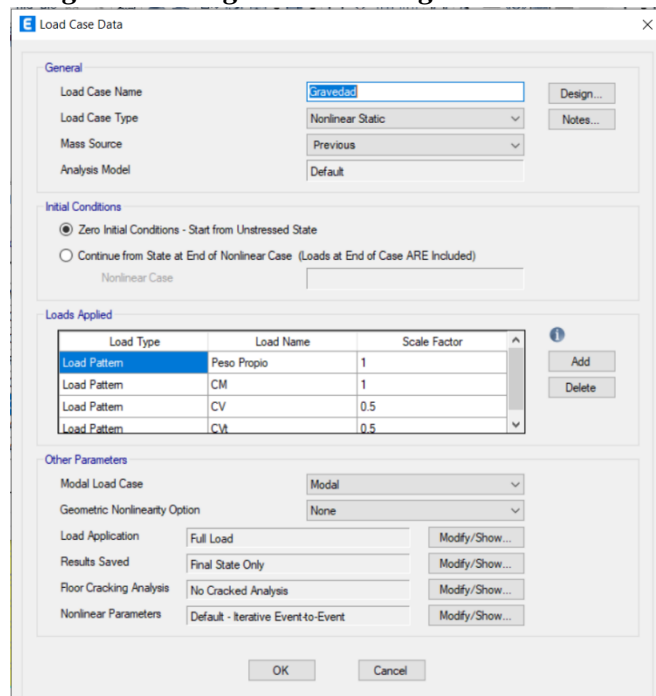 E Load Case Data
General
Load Case Name Gravedad Design...
Load Case Type Nonlinear Static Notes...
Mass Source Previous
Analysis Model Default
Initial Conditions
Zero Initial Conditions - Start from Unstressed State
Continue from State at End of Nonlinear Case (Loads at End of Case ARE Included)
Nonlinear Case
Loads Applied
Load Type Load Name Scale Factor
Load Pattern Peso Propio 1 Add
Load Pattern CM 1 Delete
Load Pattern CV 0.5
Load Pattern CVt 0.5
Other Parameters
Modal Load Case Modal
Geometric Nonlinearity Option None
Load Application Full Load Modify/Show...
Results Saved Final State Only Modify/Show...
Floor Cracking Analysis No Cracked Analysis Modify/Show...
Nonlinear Parameters Default - Iterative Event-to-Event Modify/Show...
OK Cancel